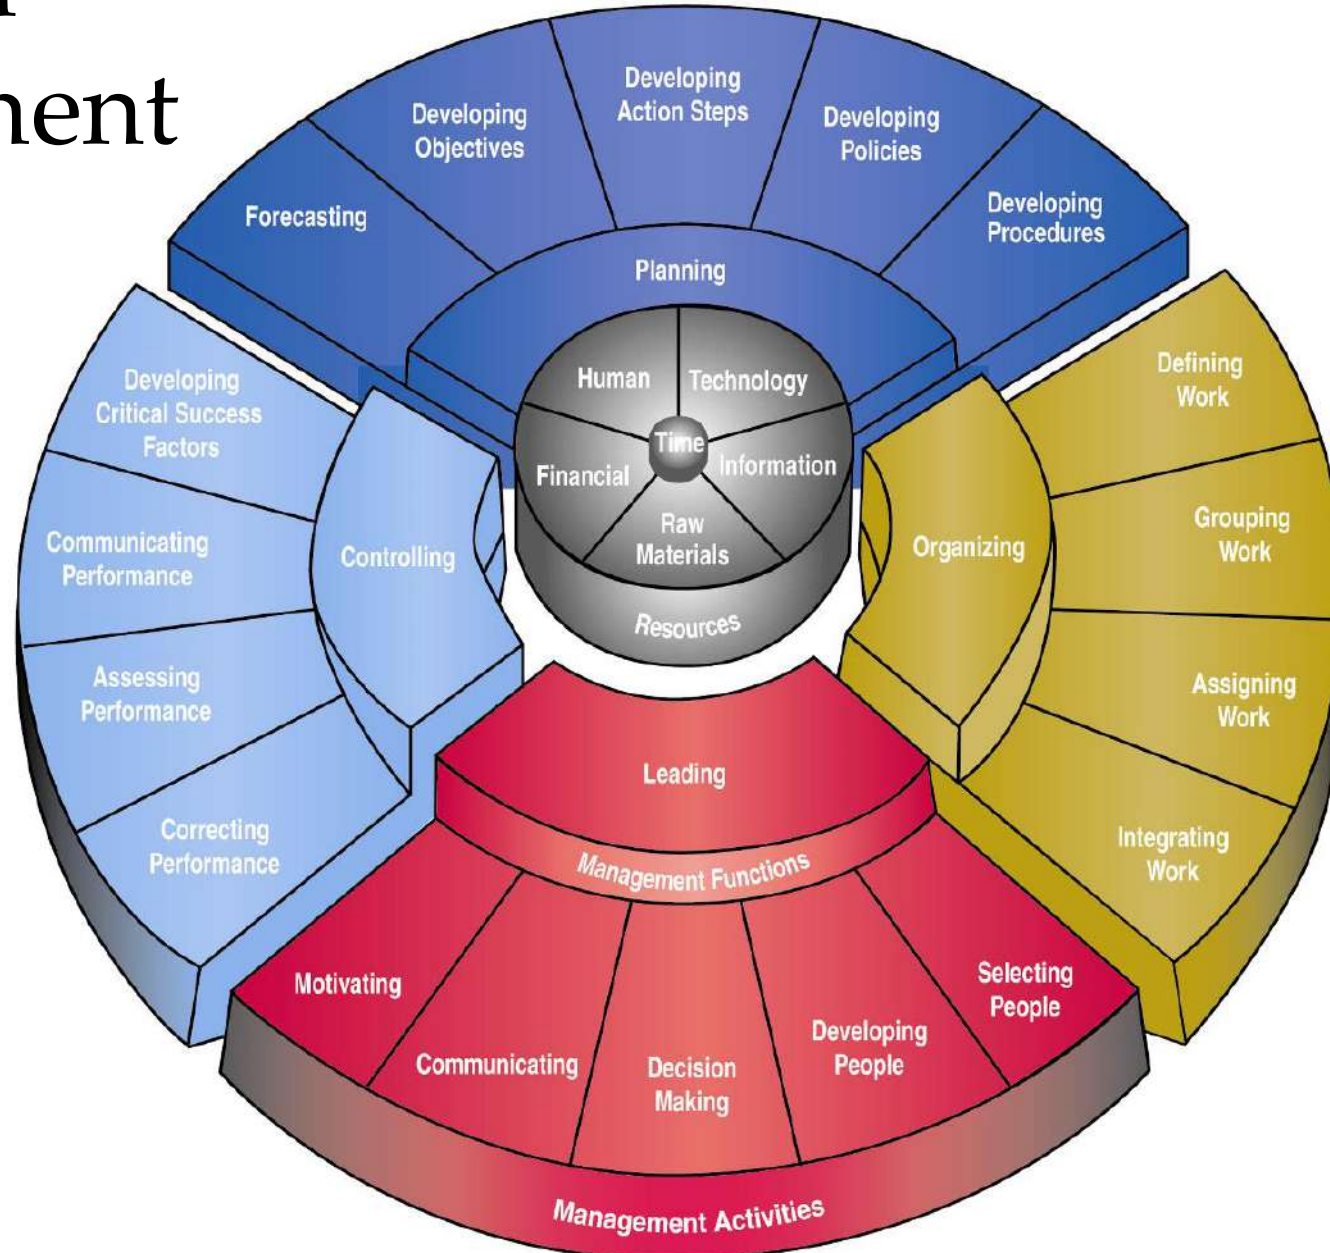 nent
Developing
Action Steps
Developing
Objectives
Developing
Policies
Forecasting
Developing
Procedures
Planning
Human
Technology
Time
Financial
Information
Raw
Materials
Resources
Developing
Critical Success
Factors
Communicating
Performance
Controlling
Assessing
Performance
Correcting
Performance
Defining
Work
Grouping
Work
Organizing
Assigning
Work
Integrating
Work
Leading
Management Functions
Motivating
Communicating
Decision
Making
Developing
People
Selecting
People
Management Activities